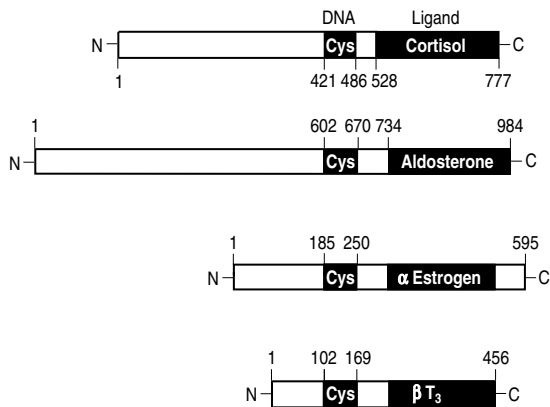 DNA Ligand
N Cys Cortisol C
1 421 486 528 777
1 602 670 734 984
N Cys Aldosterone C
1 185 250 595
N Cys α Estrogen C
1 102 169 456
N Cys β T₃ C